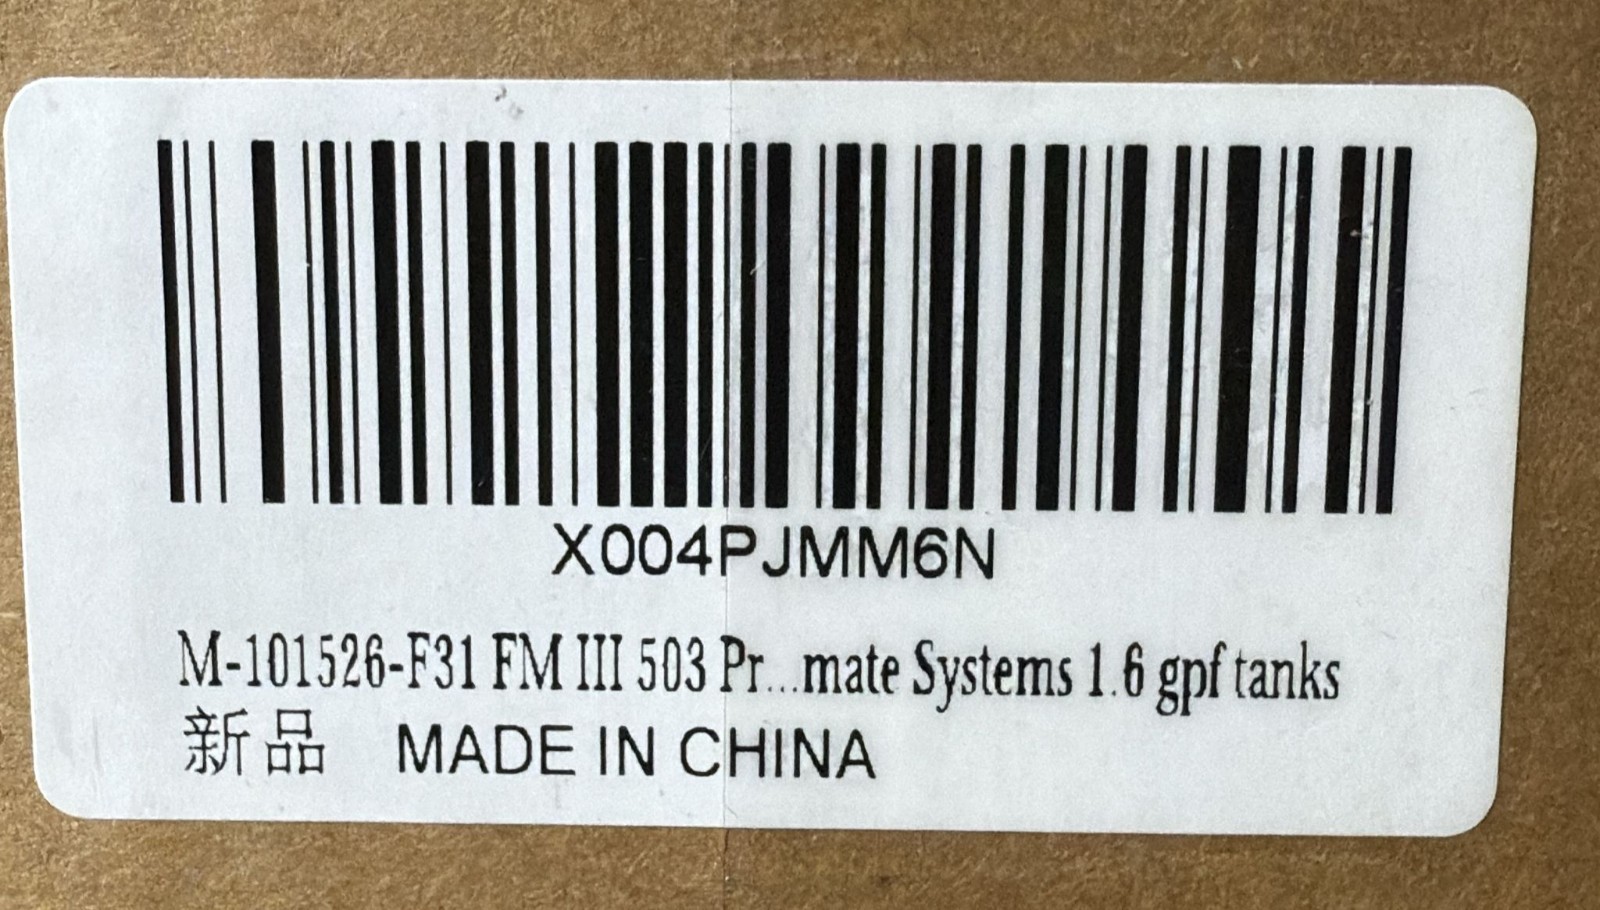 X004PJMM6N
M-101526-F31 FM III 503 Pr...mate Systems 1.6 gpf tanks
新品 MADE IN CHINA